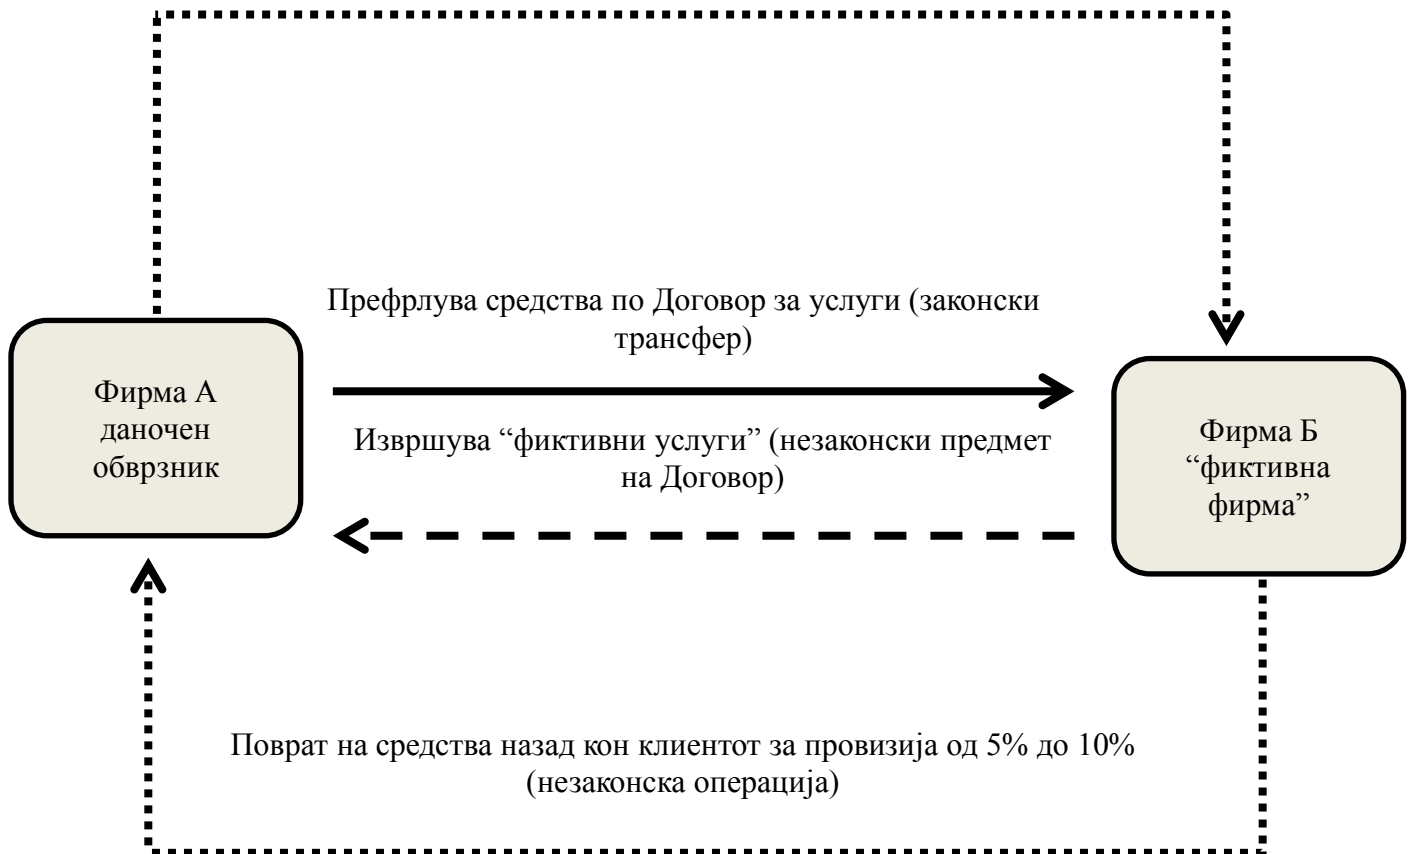 Префрлува средства по Договор за услуги (законски
трансфер)
Фирма А
даночен
обврзник
Извршува “фиктивни услуги” (незаконски предмет
на Договор)
Фирма Б
“фиктивна
фирма”
Поврат на средства назад кон клиентот за провизија од 5% до 10%
(незаконска операција)